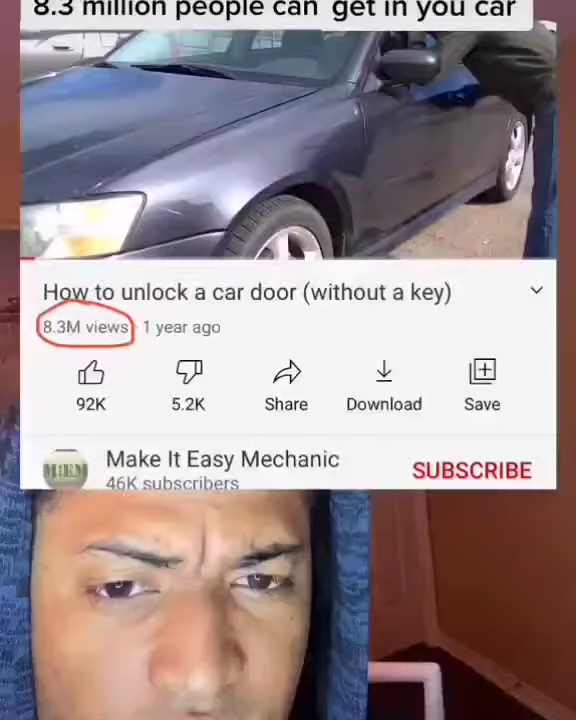 8.3 million people can get in you car
How to unlock a car door (without a key)
8.3M views · 1 year ago
92K 5.2K Share Download Save
Make It Easy Mechanic
SUBSCRIBE
46K subscribers